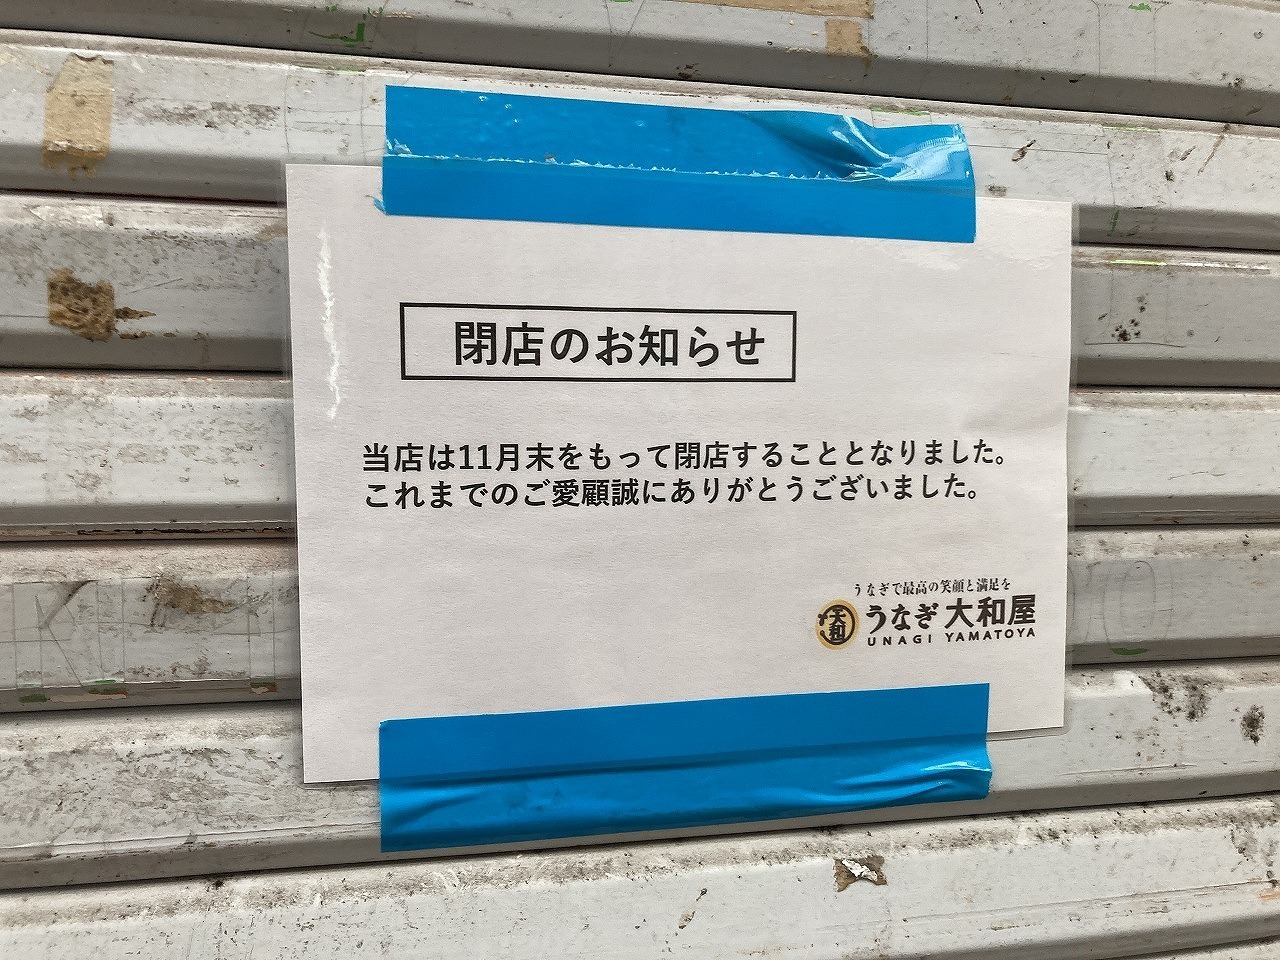 閉店のお知らせ
当店は11月末をもって閉店することとなりました。
これまでのご愛顧誠にありがとうございました。
うなぎで最高の笑顔と満足を
大和
うなぎ 大和屋
UNAGI YAMATOYA